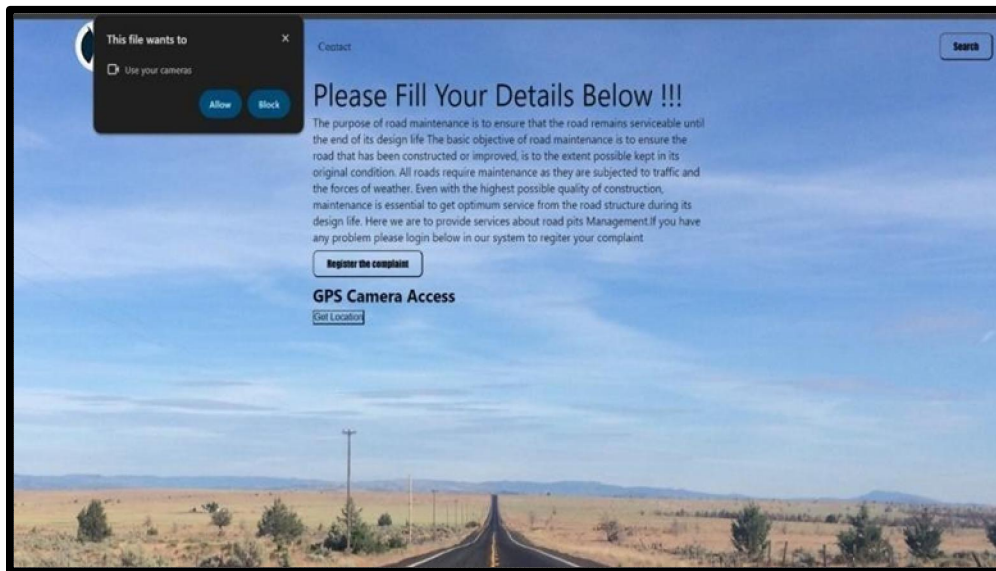 This file wants to
Use your cameras
Allow Block
Contact
Search
Please Fill Your Details Below !!!
The purpose of road maintenance is to ensure that the road remains serviceable until
the end of its design life The basic objective of road maintenance is to ensure the
road that has been constructed or improved, is to the extent possible kept in its
original condition. All roads require maintenance as they are subjected to traffic and
the forces of weather. Even with the highest possible quality of construction,
maintenance is essential to get optimum service from the road structure during its
design life. Here we are to provide services about road pits Management.If you have
any problem please login below in our system to regiter your complaint
Register the complaint
GPS Camera Access
Get Location